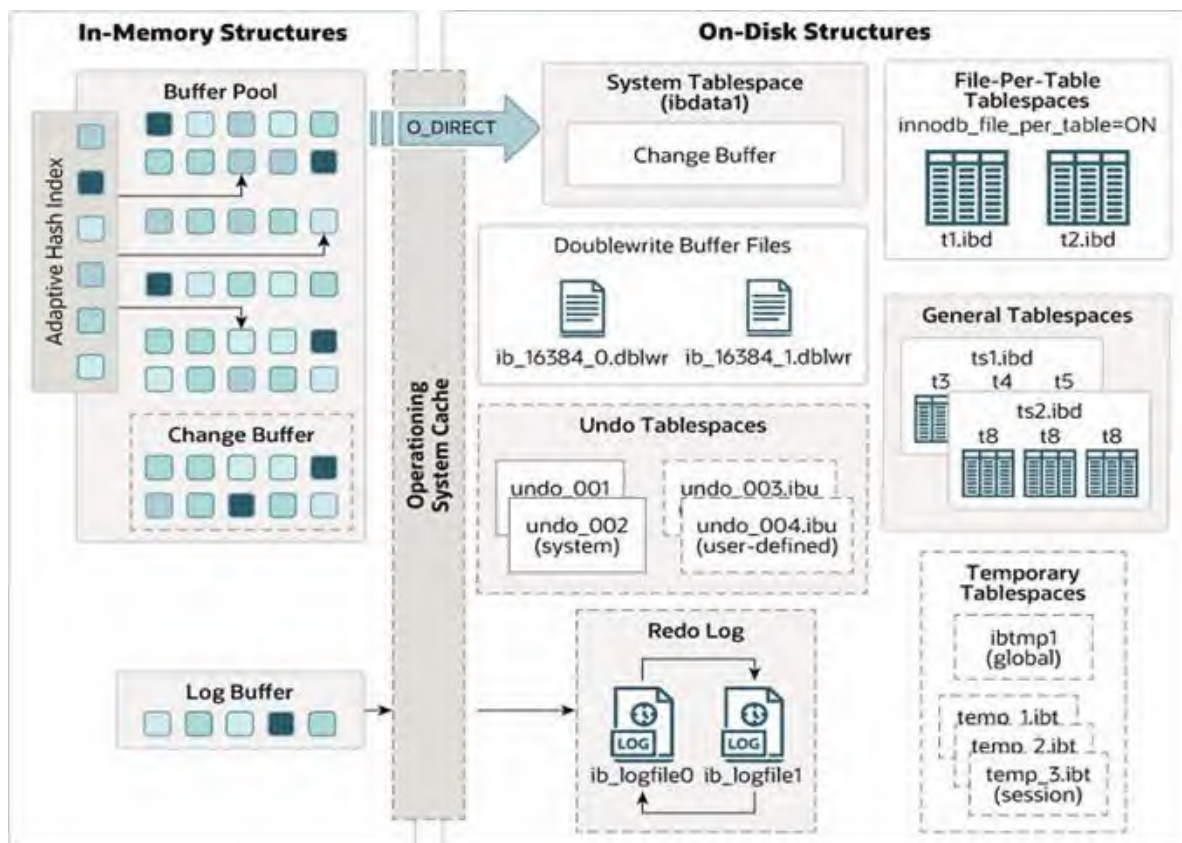 In-Memory Structures
Buffer Pool
Adaptive Hash Index
Change Buffer
Log Buffer
Operationing
System Cache
On-Disk Structures
O_DIRECT
System Tablespace
(ibdata1)
Change Buffer
File-Per-Table
Tablespaces
innodb_file_per_table=ON
t1.ibd
t2.ibd
Doublewrite Buffer Files
ib_16384_0.dblwr
ib_16384_1.dblwr
General Tablespaces
ts1.ibd
t3 t4 t5
ts2.ibd
t8 t8 t8
Undo Tablespaces
undo_001
undo_002
(system)
undo_003.ibu
undo_004.ibu
(user-defined)
Redo Log
LOG
LOG
ib_logfile0
ib_logfile1
Temporary
Tablespaces
ibtmp1
(global)
temp_1.ibt
temp_2.ibt
temp_3.ibt
(session)